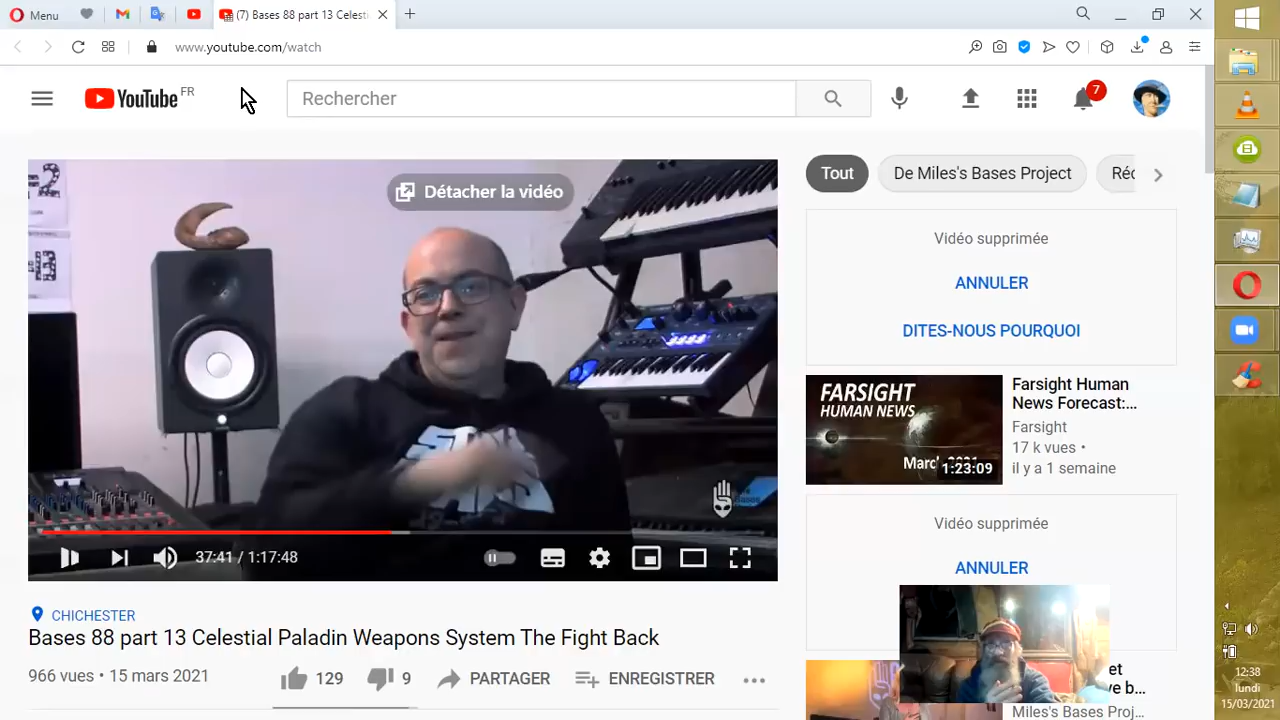 Menu
(7) Bases 88 part 13 Celesti
www.youtube.com/watch
YouTube FR
Rechercher
7
Détacher la vidéo
37:41 / 1:17:48
CHICHESTER
Bases 88 part 13 Celestial Paladin Weapons System The Fight Back
966 vues • 15 mars 2021
129
9
PARTAGER
ENREGISTRER
Tout
De Miles's Bases Project
Réc
Vidéo supprimée
ANNULER
DITES-NOUS POURQUOI
FARSIGHT
HUMAN NEWS
1:23:09
Farsight Human
News Forecast:...
Farsight
17 k vues •
il y a 1 semaine
Vidéo supprimée
ANNULER
et
ve b...
Miles's Bases Proj...
12:38
lundi
15/03/2021